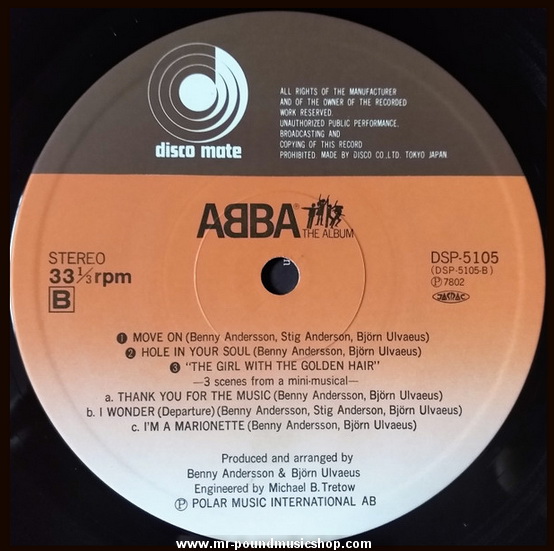 ALL RIGHTS OF THE MANUFACTURER
AND OF THE OWNER OF THE RECORDED
WORK RESERVED.
UNAUTHORIZED PUBLIC PERFORMANCE,
BROADCASTING AND
COPYING OF THIS RECORD
PROHIBITED. MADE BY DISCO CO.,LTD. TOKYO JAPAN
disco mate
ABBA®
THE ALBUM
STEREO
33 1/3 rpm
B
DSP-5105
(DSP-5105-B)
Ⓟ 7802
JASRAC
❶ MOVE ON (Benny Andersson, Stig Anderson, Björn Ulvaeus)
❷ HOLE IN YOUR SOUL (Benny Andersson, Björn Ulvaeus)
❸ "THE GIRL WITH THE GOLDEN HAIR"
—3 scenes from a mini-musical—
a. THANK YOU FOR THE MUSIC (Benny Andersson, Björn Ulvaeus)
b. I WONDER (Departure) (Benny Andersson, Stig Anderson, Björn Ulvaeus)
c. I'M A MARIONETTE (Benny Andersson, Björn Ulvaeus)
Produced and arranged by
Benny Andersson & Björn Ulvaeus
Engineered by Michael B. Tretow
Ⓟ POLAR MUSIC INTERNATIONAL AB
www.mr-poundmusicshop.com